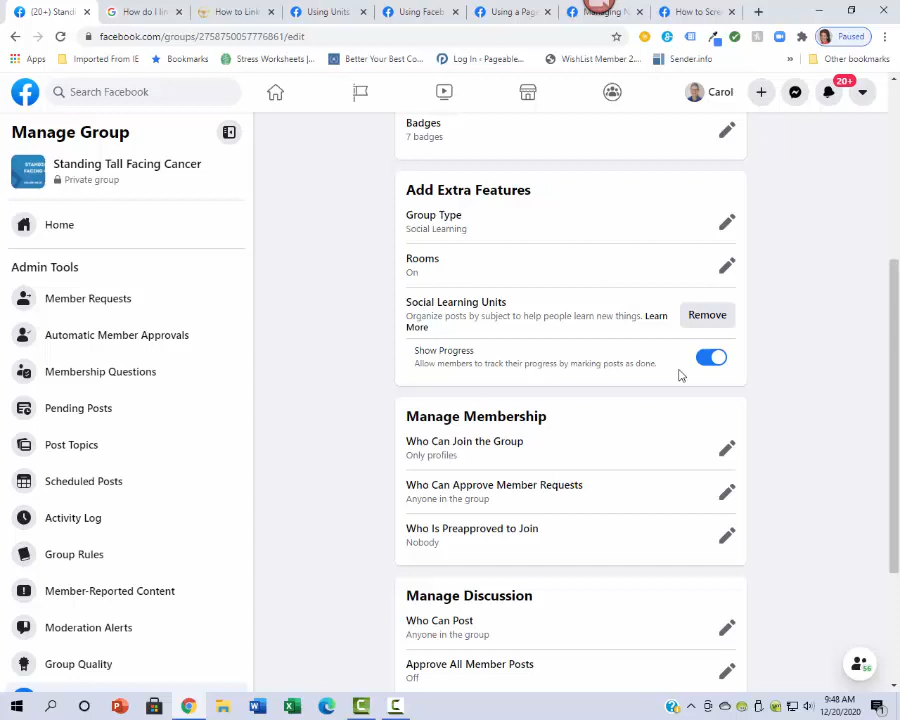 (20+) Stand
How do I lin
How to Link
Using Units
Using Faceb
Using a Pag
Managing N
How to Scre
facebook.com/groups/2758750057776861/edit
Paused
Apps
Imported From IE
Bookmarks
Stress Worksheets |...
Better Your Best Co...
Log In ‹ Pageable...
WishList Member 2...
Sender.info
»
Other bookmarks
Search Facebook
Carol
20+
Manage Group
Standing Tall Facing Cancer
Private group
Home
Admin Tools
Member Requests
Automatic Member Approvals
Membership Questions
Pending Posts
Post Topics
Scheduled Posts
Activity Log
Group Rules
Member-Reported Content
Moderation Alerts
Group Quality
Badges
7 badges
Add Extra Features
Group Type
Social Learning
Rooms
On
Social Learning Units
Organize posts by subject to help people learn new things. Learn
More
Remove
Show Progress
Allow members to track their progress by marking posts as done.
Manage Membership
Who Can Join the Group
Only profiles
Who Can Approve Member Requests
Anyone in the group
Who Is Preapproved to Join
Nobody
Manage Discussion
Who Can Post
Anyone in the group
Approve All Member Posts
Off
56
9:48 AM
12/20/2020